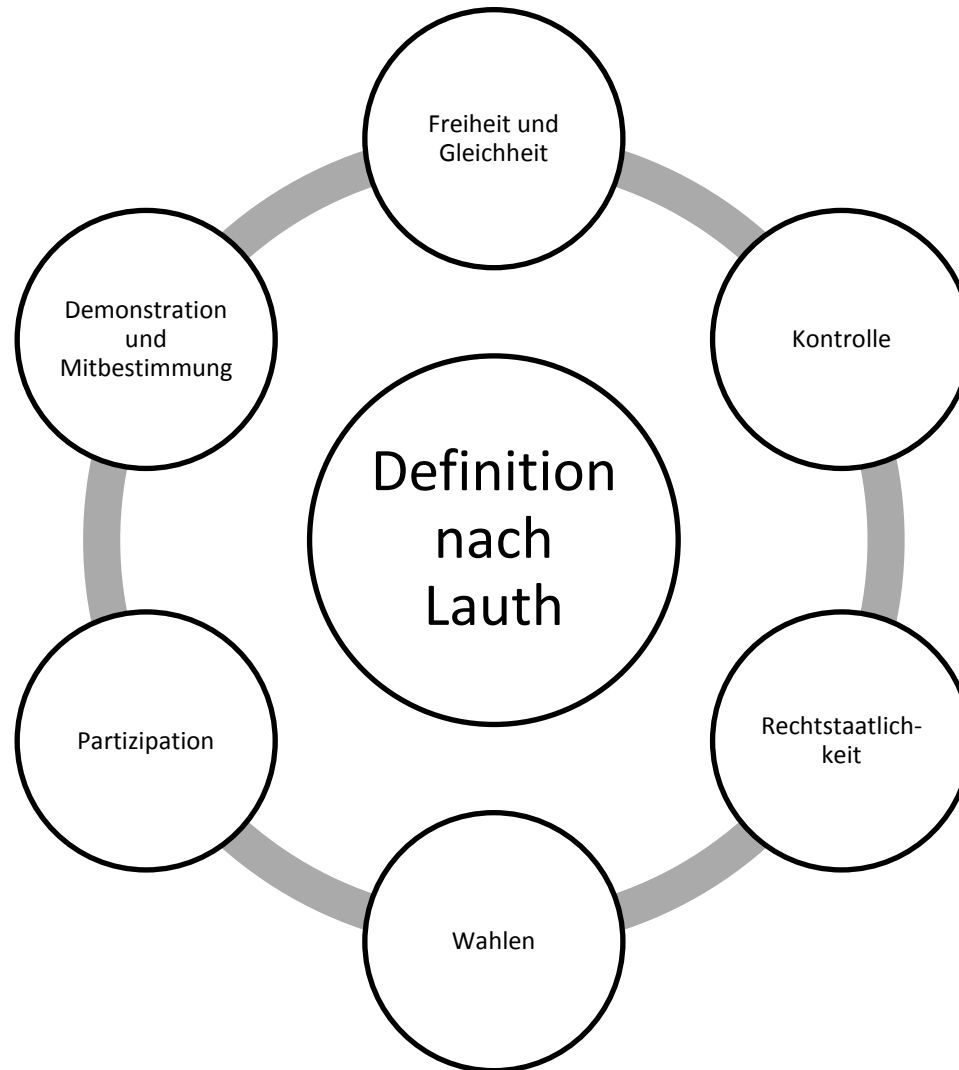 Freiheit und
Gleichheit
Kontrolle
Rechtstaatlich-
keit
Wahlen
Partizipation
Demonstration
und
Mitbestimmung
Definition
nach
Lauth